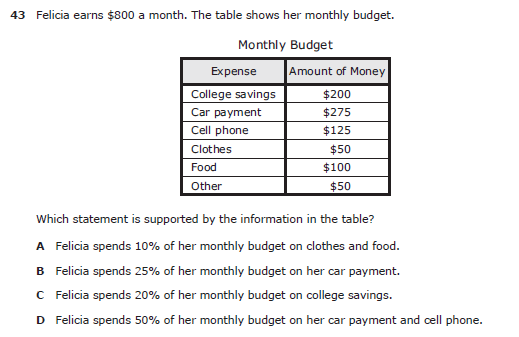 43 Felicia earns $800 a month. The table shows her monthly budget.
Monthly Budget
Expense Amount of Money
College savings $200
Car payment $275
Cell phone $125
Clothes $50
Food $100
Other $50
Which statement is supported by the information in the table?
A Felicia spends 10% of her monthly budget on clothes and food.
B Felicia spends 25% of her monthly budget on her car payment.
C Felicia spends 20% of her monthly budget on college savings.
D Felicia spends 50% of her monthly budget on her car payment and cell phone.